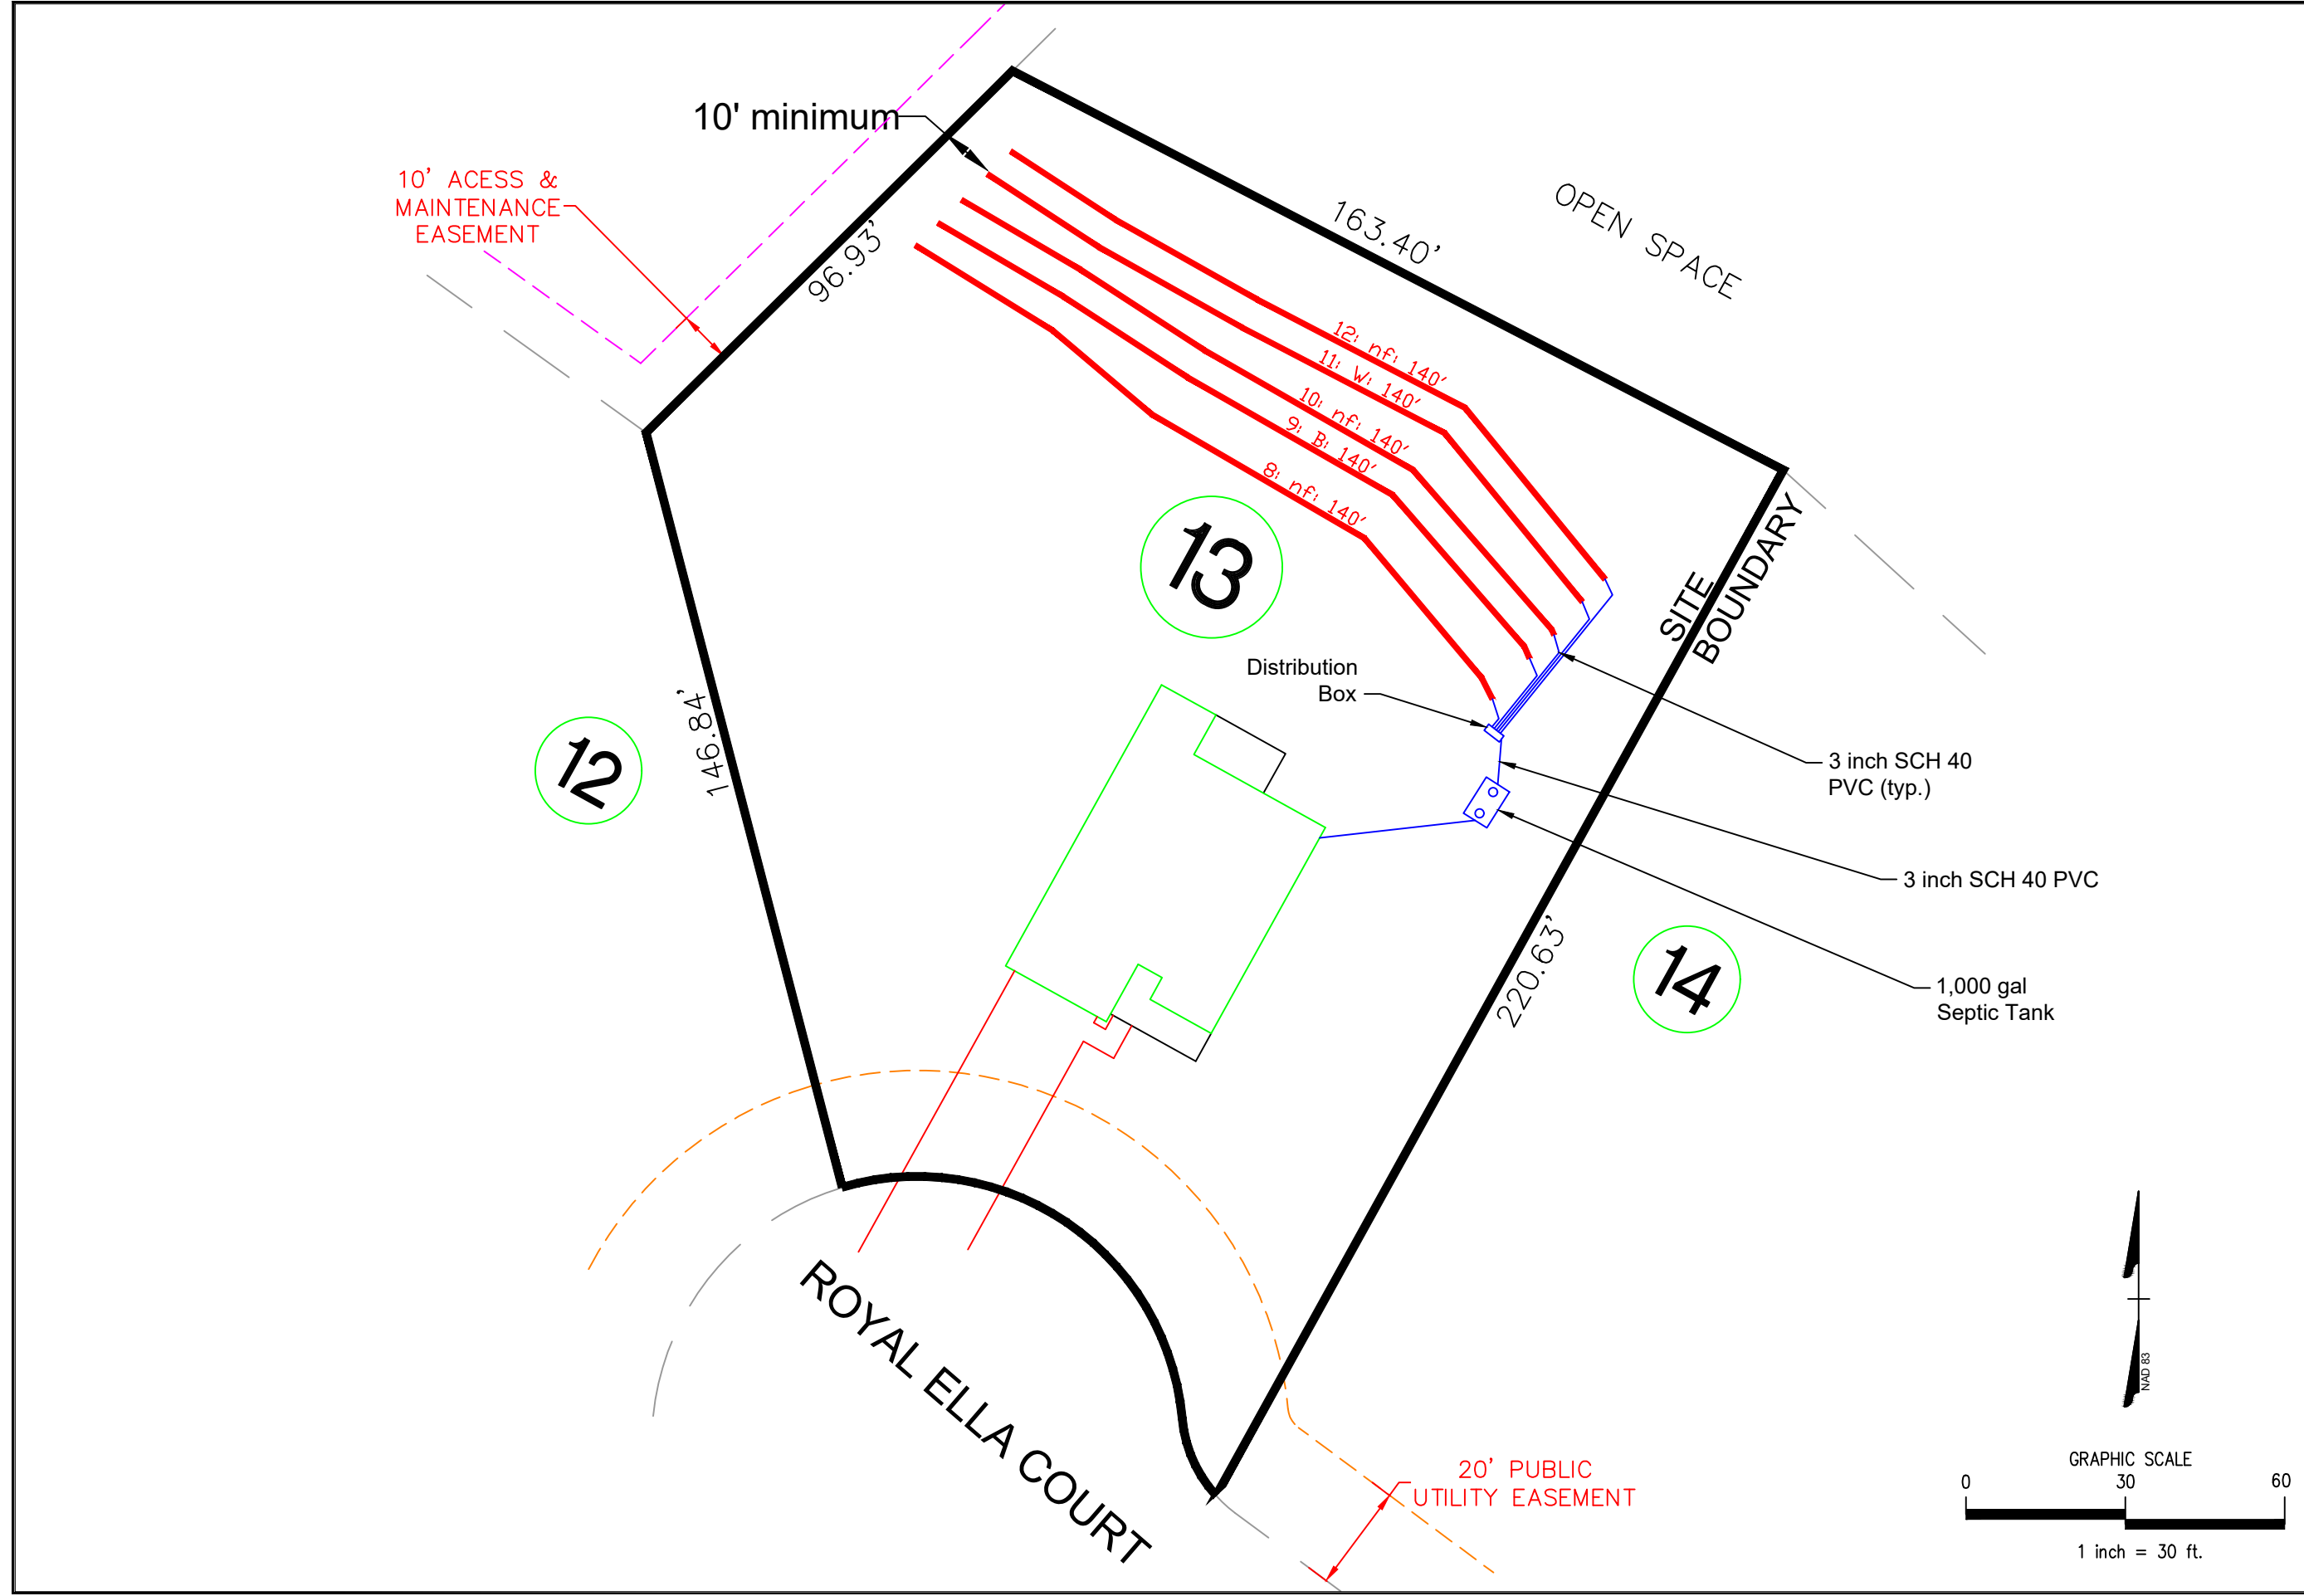 10' minimum
10' ACESS &
MAINTENANCE
EASEMENT
96.93'
163.40'
OPEN SPACE
12: nf: 140'
11: W: 140'
10: nf: 140'
9: B: 140'
8: nf: 140'
13
SITE
BOUNDARY
Distribution
Box
12
146.84'
3 inch SCH 40
PVC (typ.)
3 inch SCH 40 PVC
220.63'
14
1,000 gal
Septic Tank
ROYAL ELLA COURT
20' PUBLIC
UTILITY EASEMENT
NAD 83
GRAPHIC SCALE
0 30 60
1 inch = 30 ft.